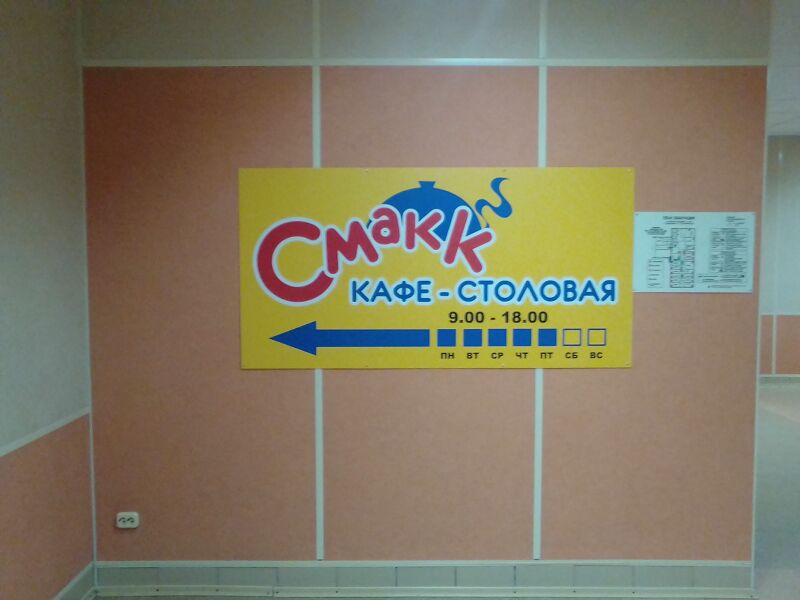 Смакк
КАФЕ - СТОЛОВАЯ
9.00 - 18.00
ПН ВТ СР ЧТ ПТ СБ ВС